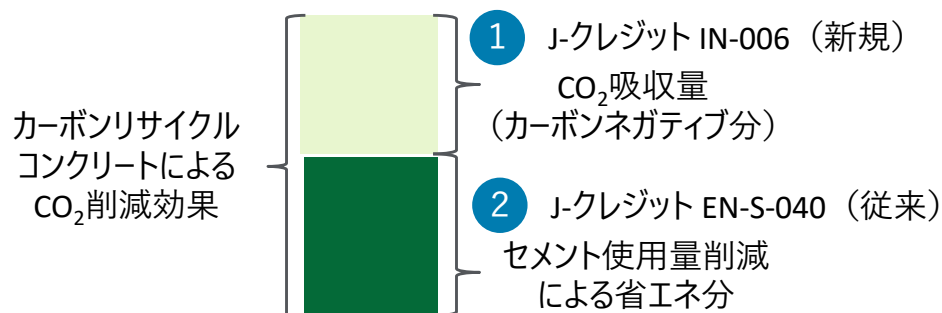 カーボンリサイクル
コンクリートによる
CO₂削減効果
1 J-クレジット IN-006（新規）
CO₂吸収量
（カーボンネガティブ分）
2 J-クレジット EN-S-040（従来）
セメント使用量削減
による省エネ分